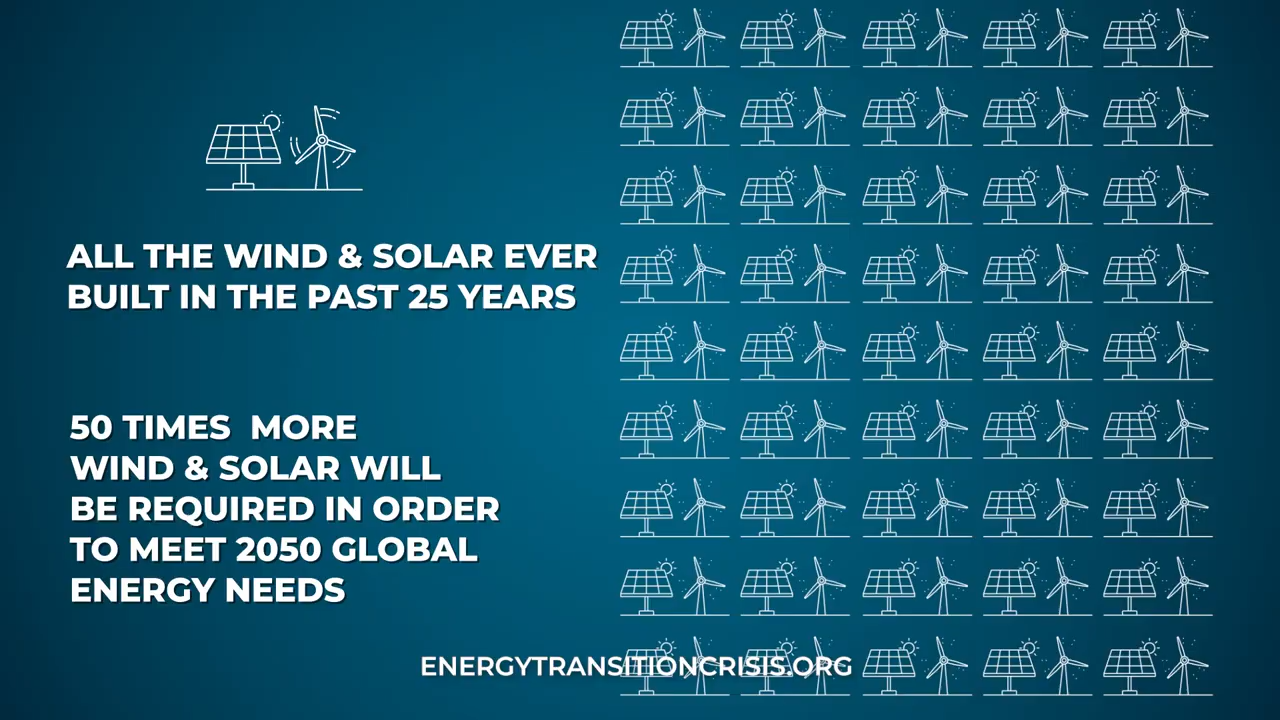 ALL THE WIND & SOLAR EVER
BUILT IN THE PAST 25 YEARS
50 TIMES  MORE
WIND & SOLAR WILL
BE REQUIRED IN ORDER
TO MEET 2050 GLOBAL
ENERGY NEEDS
ENERGYTRANSITIONCRISIS.ORG